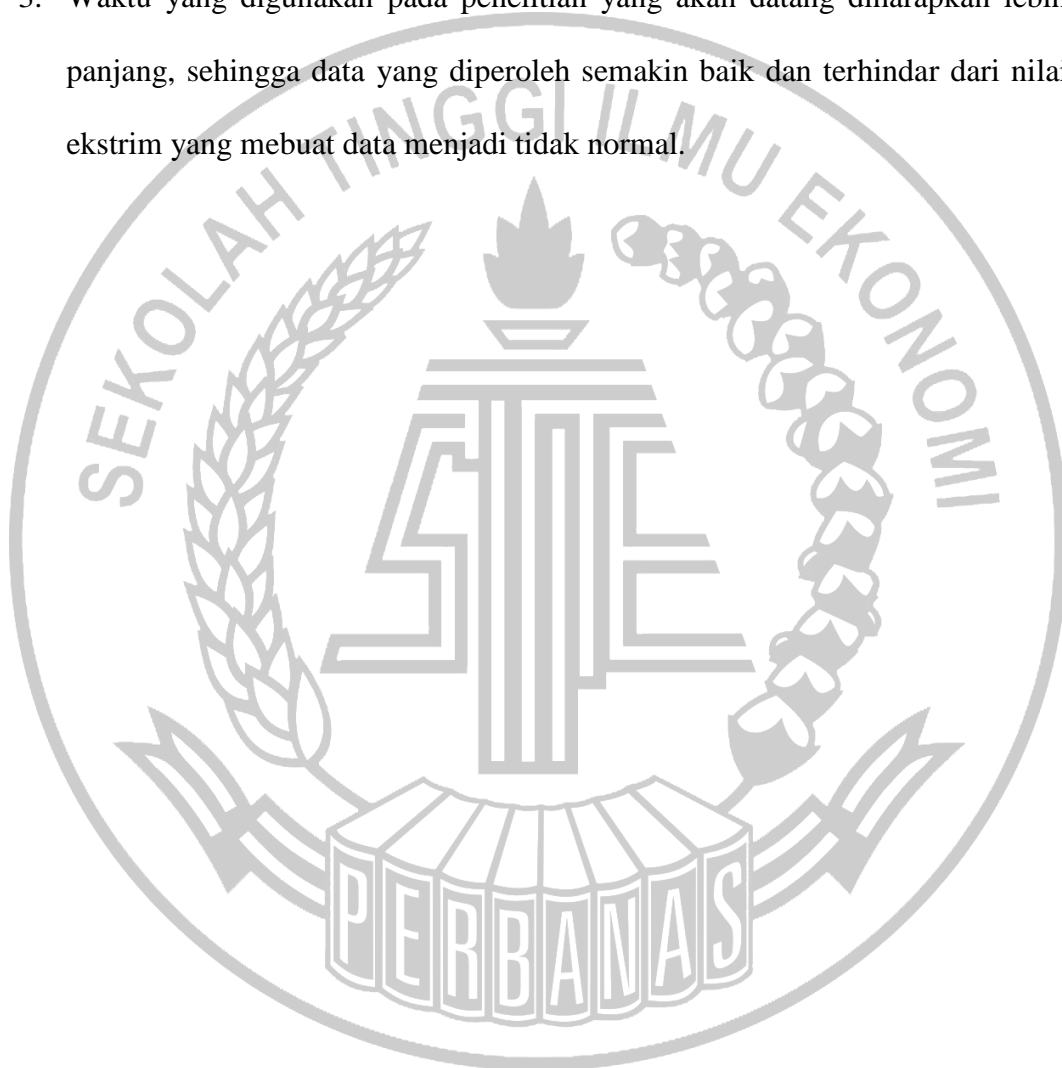 3. Waktu yang digunakan pada penelitian yang akan datang diharapkan lebih
panjang, sehingga data yang diperoleh semakin baik dan terhindar dari nilai
ekstrim yang mebuat data menjadi tidak normal.
SEKOLAH TINGGI ILMU EKONOMI
STIE
PERBANAS